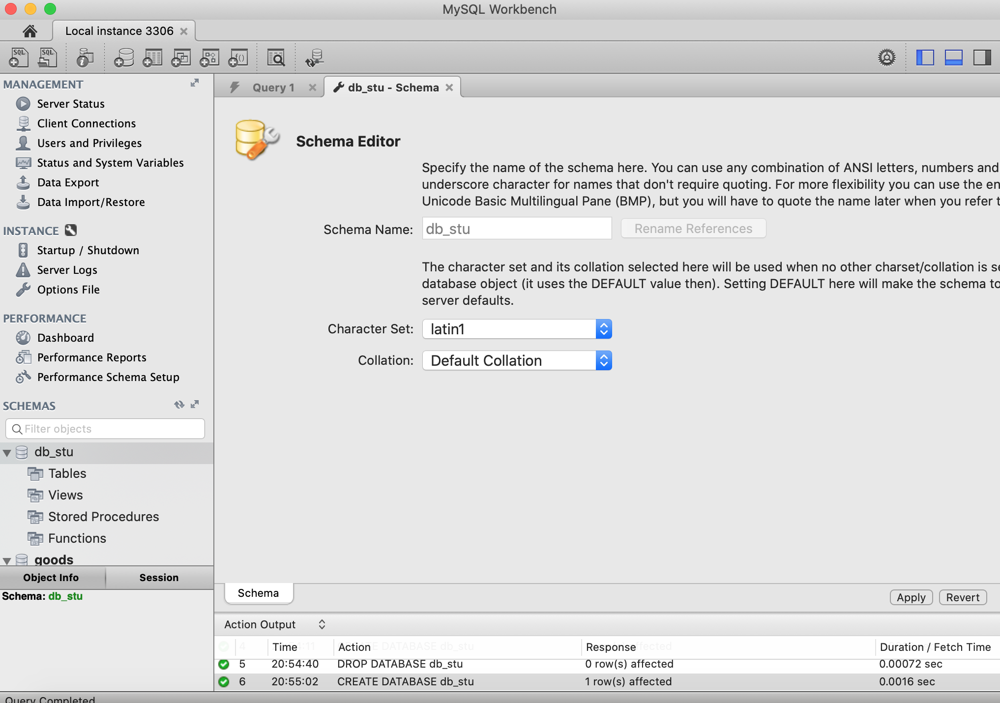 MySQL Workbench
Local instance 3306
SQL SQL i f()
MANAGEMENT
Server Status
Client Connections
Users and Privileges
Status and System Variables
Data Export
Data Import/Restore
INSTANCE
Startup / Shutdown
Server Logs
Options File
PERFORMANCE
Dashboard
Performance Reports
Performance Schema Setup
SCHEMAS
Filter objects
db_stu
Tables
Views
Stored Procedures
Functions
goods
Object Info Session
Schema: db_stu
Query 1 db_stu - Schema
Schema Editor
Specify the name of the schema here. You can use any combination of ANSI letters, numbers and
underscore character for names that don't require quoting. For more flexibility you can use the en
Unicode Basic Multilingual Pane (BMP), but you will have to quote the name later when you refer t
Schema Name: db_stu Rename References
The character set and its collation selected here will be used when no other charset/collation is se
database object (it uses the DEFAULT value then). Setting DEFAULT here will make the schema to
server defaults.
Character Set: latin1
Collation: Default Collation
Schema
Apply Revert
Action Output
Time Action Response Duration / Fetch Time
4 20:54:11 CREATE DATABASE db_stu affected
5 20:54:40 DROP DATABASE db_stu 0 row(s) affected 0.00072 sec
6 20:55:02 CREATE DATABASE db_stu 1 row(s) affected 0.0016 sec
Query Completed